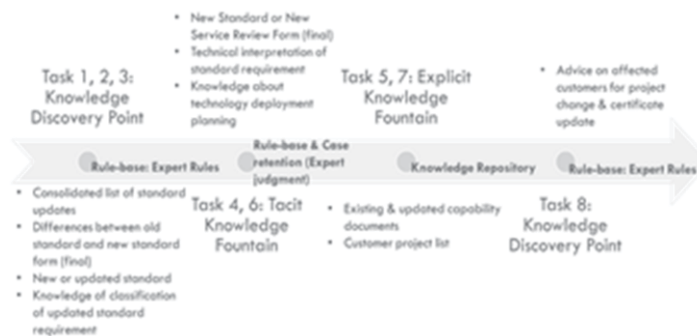 • New Standard or New
Service Review Form (final)
• Technical interpretation of
standard requirement
• Knowledge about
technology deployment
planning
Task 1, 2, 3:
Knowledge
Discovery Point
Task 5, 7: Explicit
Knowledge
Fountain
• Advice on affected
customers for project
change & certificate
update
Rule-base: Expert Rules
Rule-base & Case
retention (Expert
judgment)
Knowledge Repository
Rule-base: Expert Rules
• Consolidated list of standard
updates
• Differences between old
standard and new standard
form (final)
• New or updated standard
• Knowledge of classification
of updated standard
requirement
Task 4, 6: Tacit
Knowledge
Fountain
• Existing & updated capability
documents
• Customer project list
Task 8:
Knowledge
Discovery Point